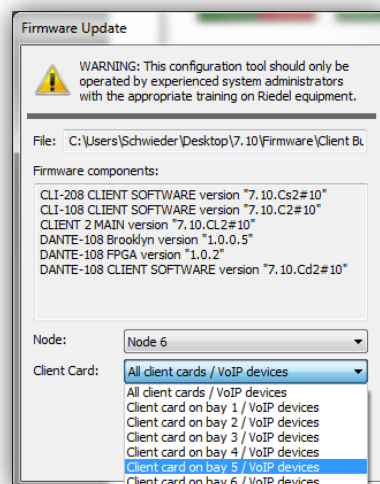 Firmware Update
WARNING: This configuration tool should only be
operated by experienced system administrators
with the appropriate training on Riedel equipment.
File: C:\Users\Schwieder\Desktop\7.10\Firmware\Client Bu
Firmware components:
CLI-208 CLIENT SOFTWARE version "7.10.Cs2#10"
CLI-108 CLIENT SOFTWARE version "7.10.C2#10"
CLIENT 2 MAIN version "7.10.CL2#10"
DANTE-108 Brooklyn version "1.0.0.5"
DANTE-108 FPGA version "1.0.2"
DANTE-108 CLIENT SOFTWARE version "7.10.Cd2#10"
Node: Node 6
Client Card: All client cards / VoIP devices
All client cards / VoIP devices
Client card on bay 1 / VoIP devices
Client card on bay 2 / VoIP devices
Client card on bay 3 / VoIP devices
Client card on bay 4 / VoIP devices
Client card on bay 5 / VoIP devices
Client card on bay 6 / VoIP devices